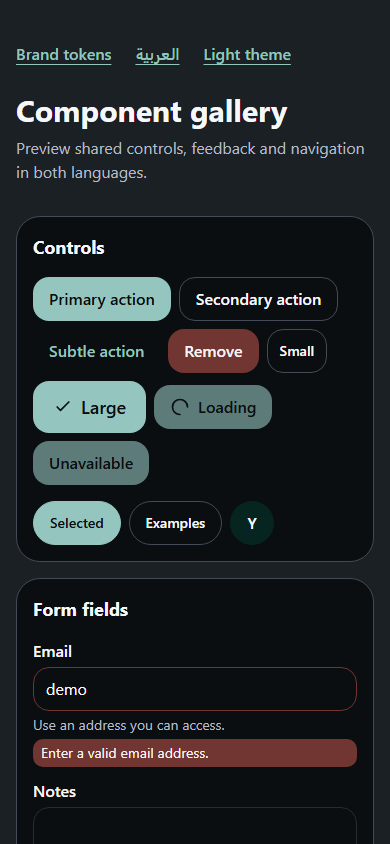 Brand tokens العربية Light theme
Component gallery
Preview shared controls, feedback and navigation
in both languages.
Controls
Primary action Secondary action
Subtle action Remove Small
Large Loading
Unavailable
Selected Examples Y
Form fields
Email
demo
Use an address you can access.
Enter a valid email address.
Notes